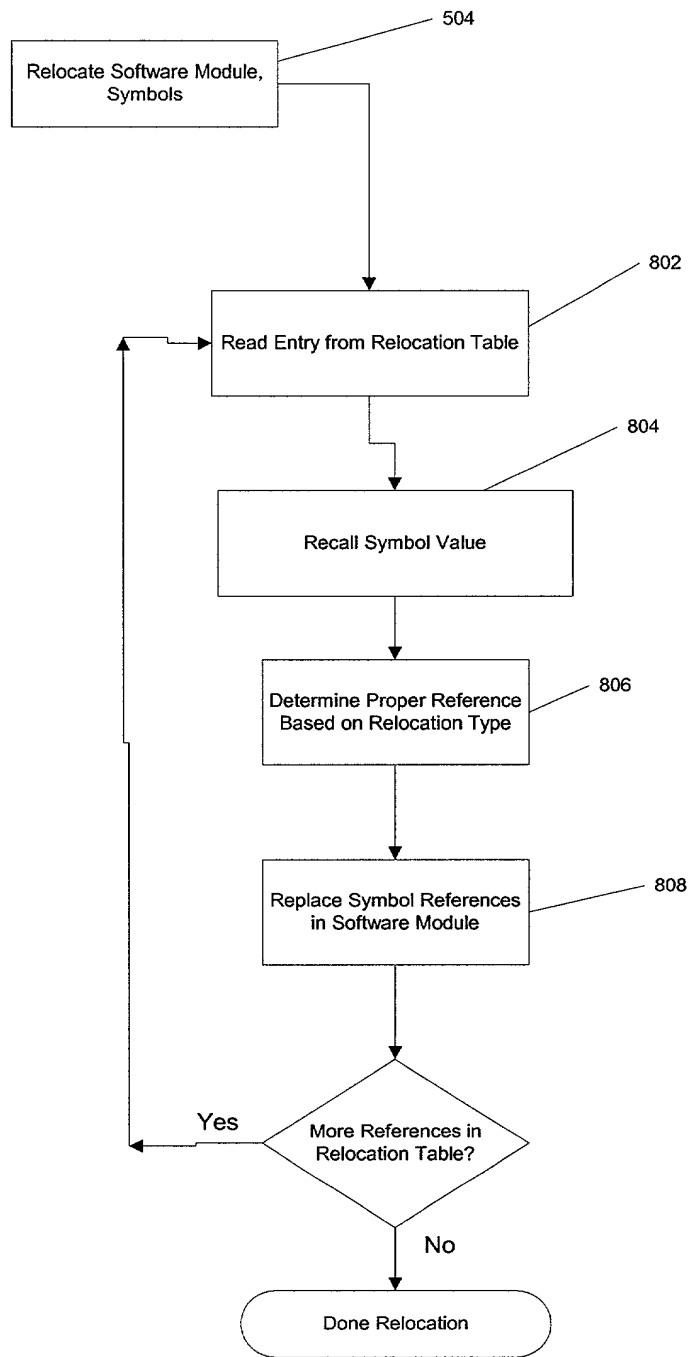 504
Relocate Software Module,
Symbols
802
Read Entry from Relocation Table
804
Recall Symbol Value
806
Determine Proper Reference
Based on Relocation Type
808
Replace Symbol References
in Software Module
Yes
More References in
Relocation Table?
No
Done Relocation